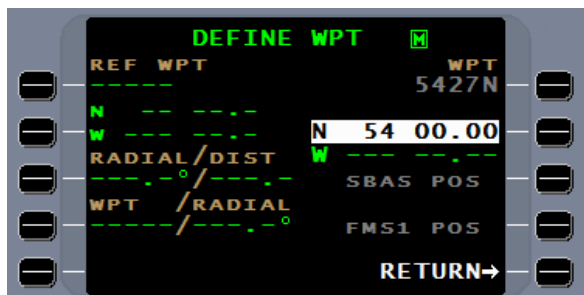 DEFINE WPT M
REF WPT WPT
----- 5427N
N -- --.-
W --- --.- N 54 00.00
RADIAL/DIST W --- --.--
---.-°/---.- SBAS POS
WPT /RADIAL
-----/---.-° FMS1 POS
RETURN→